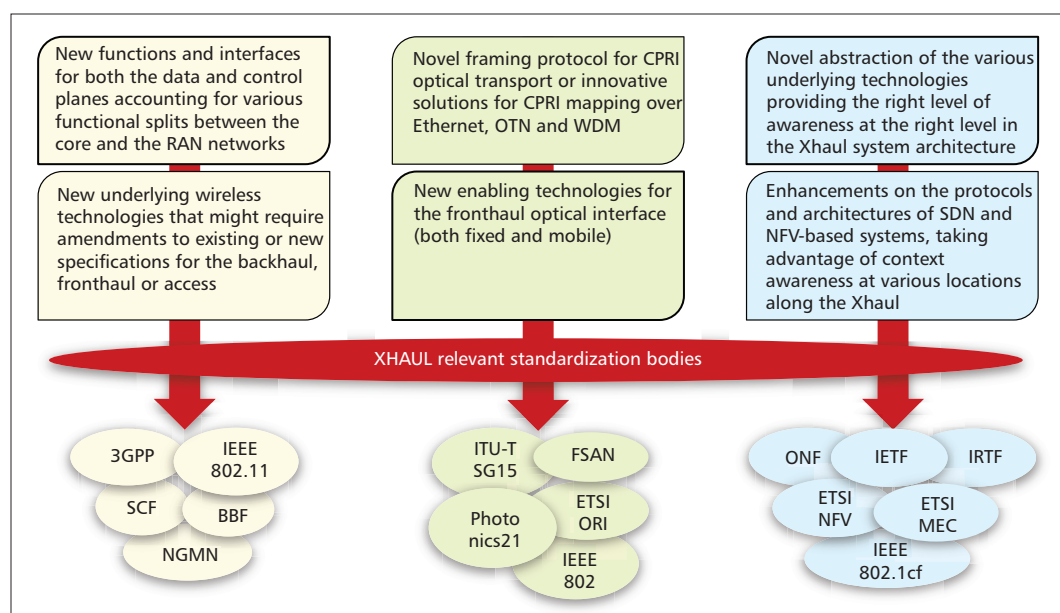 New functions and interfaces
for both the data and control
planes accounting for various
functional splits between the
core and the RAN networks
New underlying wireless
technologies that might require
amendments to existing or new
specifications for the backhaul,
fronthaul or access
Novel framing protocol for CPRI
optical transport or innovative
solutions for CPRI mapping over
Ethernet, OTN and WDM
New enabling technologies for
the fronthaul optical interface
(both fixed and mobile)
Novel abstraction of the various
underlying technologies
providing the right level of
awareness at the right level in
the Xhaul system architecture
Enhancements on the protocols
and architectures of SDN and
NFV-based systems, taking
advantage of context
awareness at various locations
along the Xhaul
XHAUL relevant standardization bodies
3GPP
IEEE
802.11
SCF
BBF
NGMN
ITU-T
SG15
FSAN
Photo
nics21
ETSI
ORI
IEEE
802
ONF
IETF
IRTF
ETSI
NFV
ETSI
MEC
IEEE
802.1cf